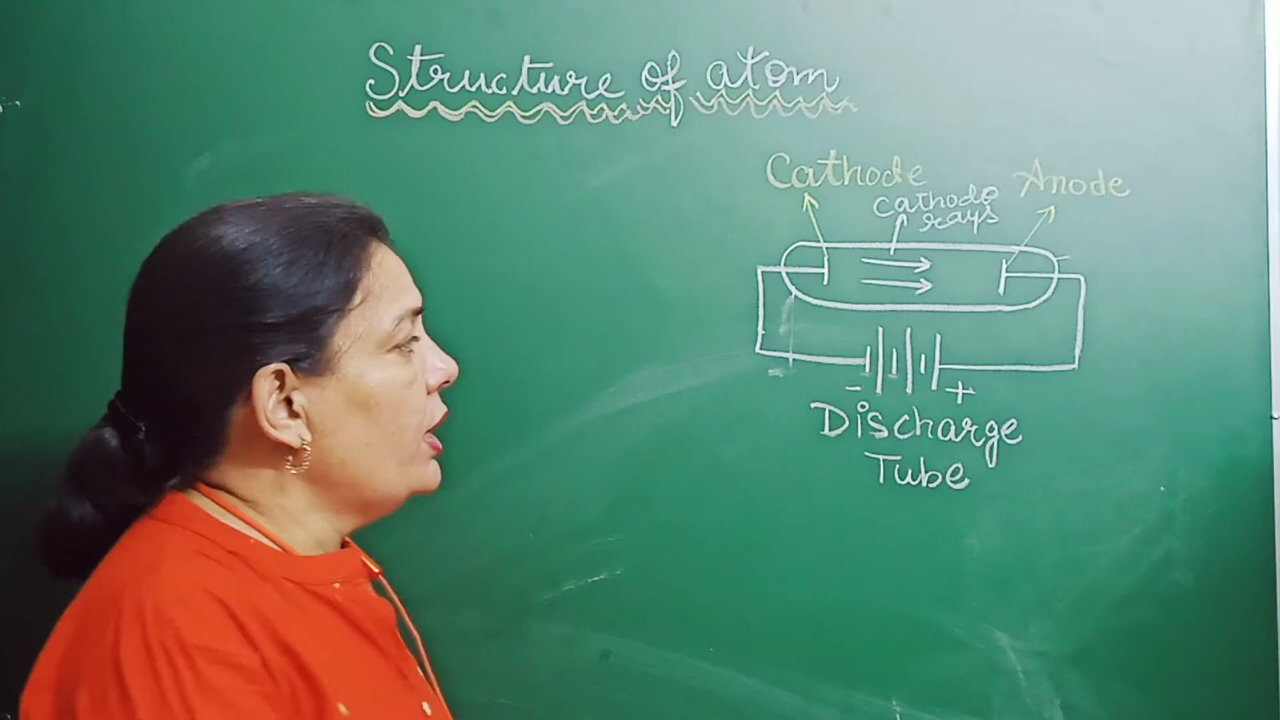 Structure of atom
Cathode
Anode
Cathode
rays
- +
Discharge
Tube